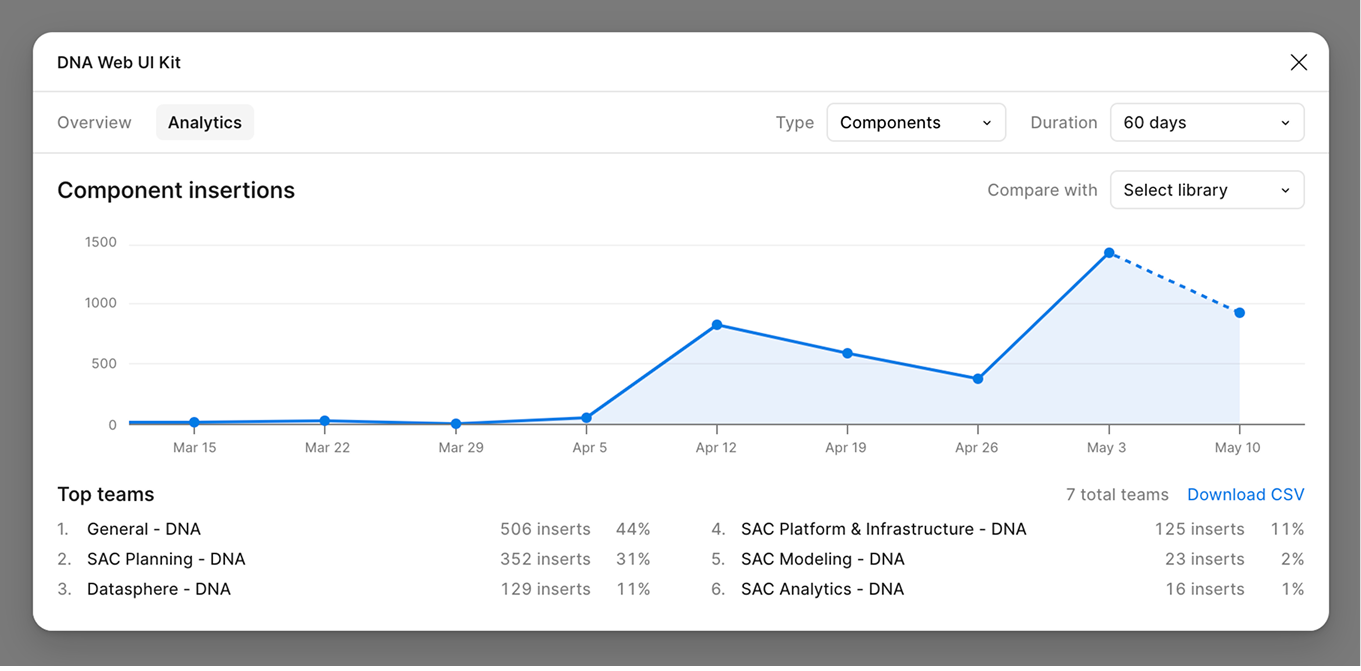 DNA Web UI Kit
Overview Analytics Type Components Duration 60 days
Component insertions Compare with Select library
1500
1000
500
0
Mar 15 Mar 22 Mar 29 Apr 5 Apr 12 Apr 19 Apr 26 May 3 May 10
Top teams 7 total teams Download CSV
1. General - DNA 506 inserts 44% 4. SAC Platform & Infrastructure - DNA 125 inserts 11%
2. SAC Planning - DNA 352 inserts 31% 5. SAC Modeling - DNA 23 inserts 2%
3. Datasphere - DNA 129 inserts 11% 6. SAC Analytics - DNA 16 inserts 1%